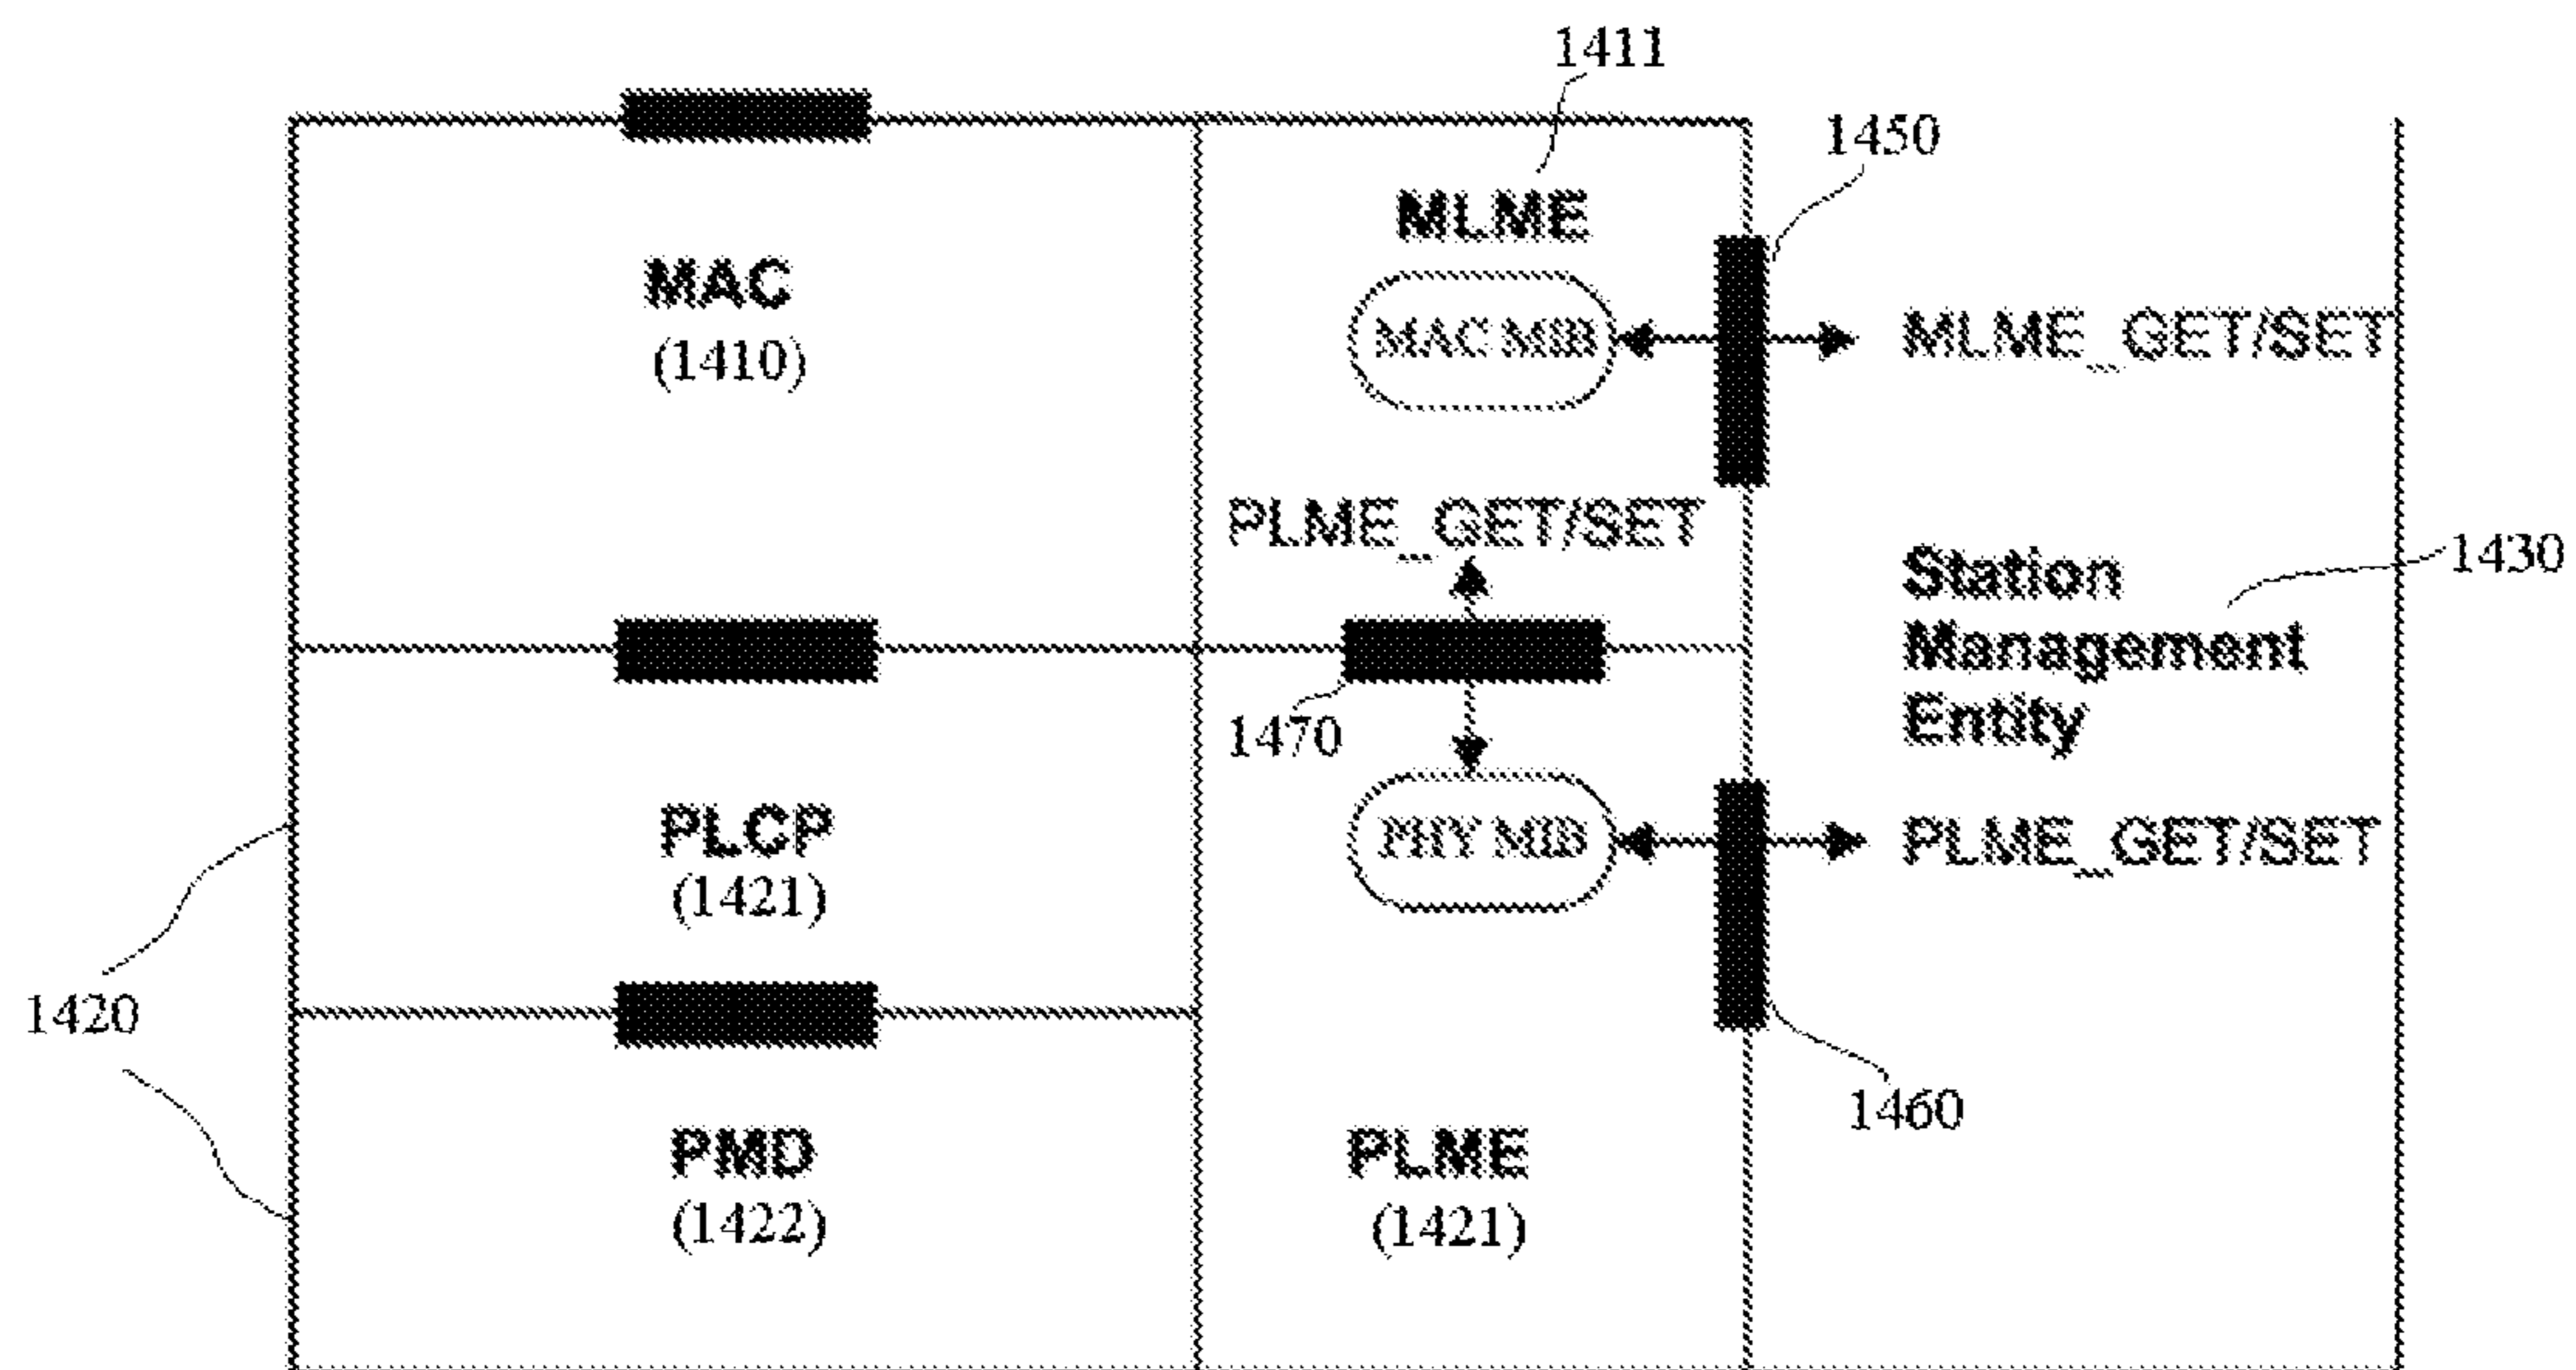 1411
1450
MLME
MAC
(1410)
MAC MIB
MLME_GET/SET
PLME_GET/SET
Station
Management
Entity
1430
1470
PLCP
(1421)
PHY MIB
PLME_GET/SET
1420
1460
PMD
(1422)
PLME
(1421)